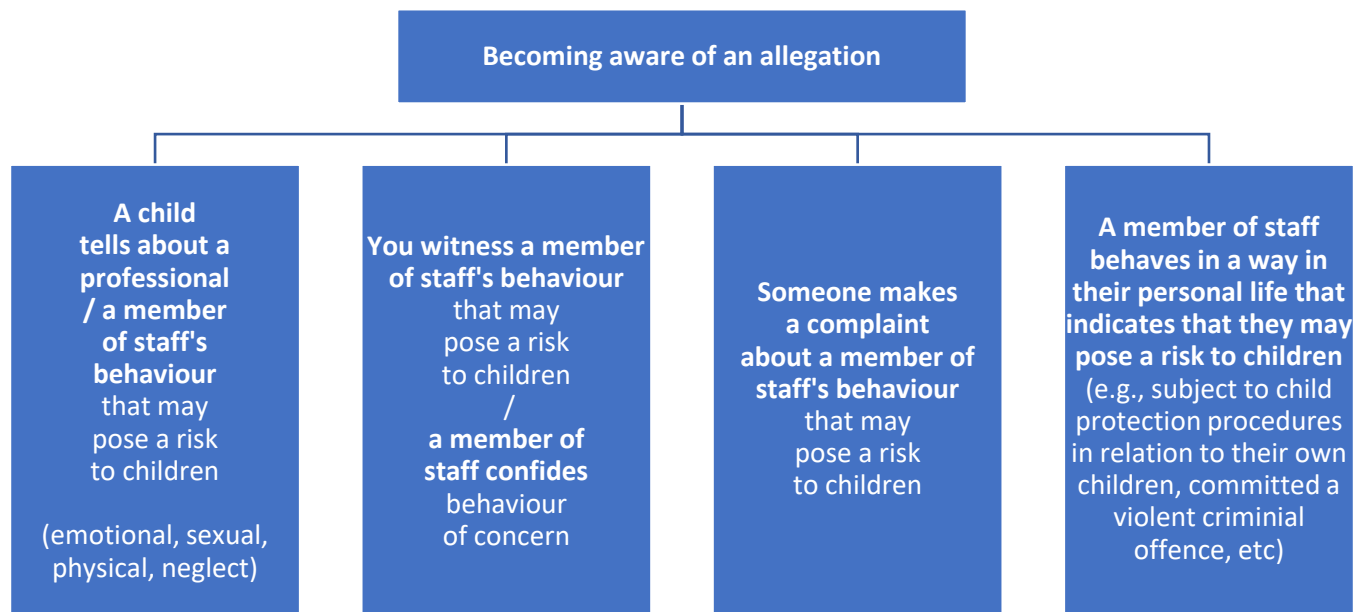 Becoming aware of an allegation
A child
tells about a
professional
/ a member
of staff's
behaviour
that may
pose a risk
to children
(emotional, sexual,
physical, neglect)
You witness a member
of staff's behaviour
that may
pose a risk
to children
/
a member of
staff confides
behaviour
of concern
Someone makes
a complaint
about a member of
staff's behaviour
that may
pose a risk
to children
A member of staff
behaves in a way in
their personal life that
indicates that they may
pose a risk to children
(e.g., subject to child
protection procedures
in relation to their own
children, committed a
violent criminial
offence, etc)